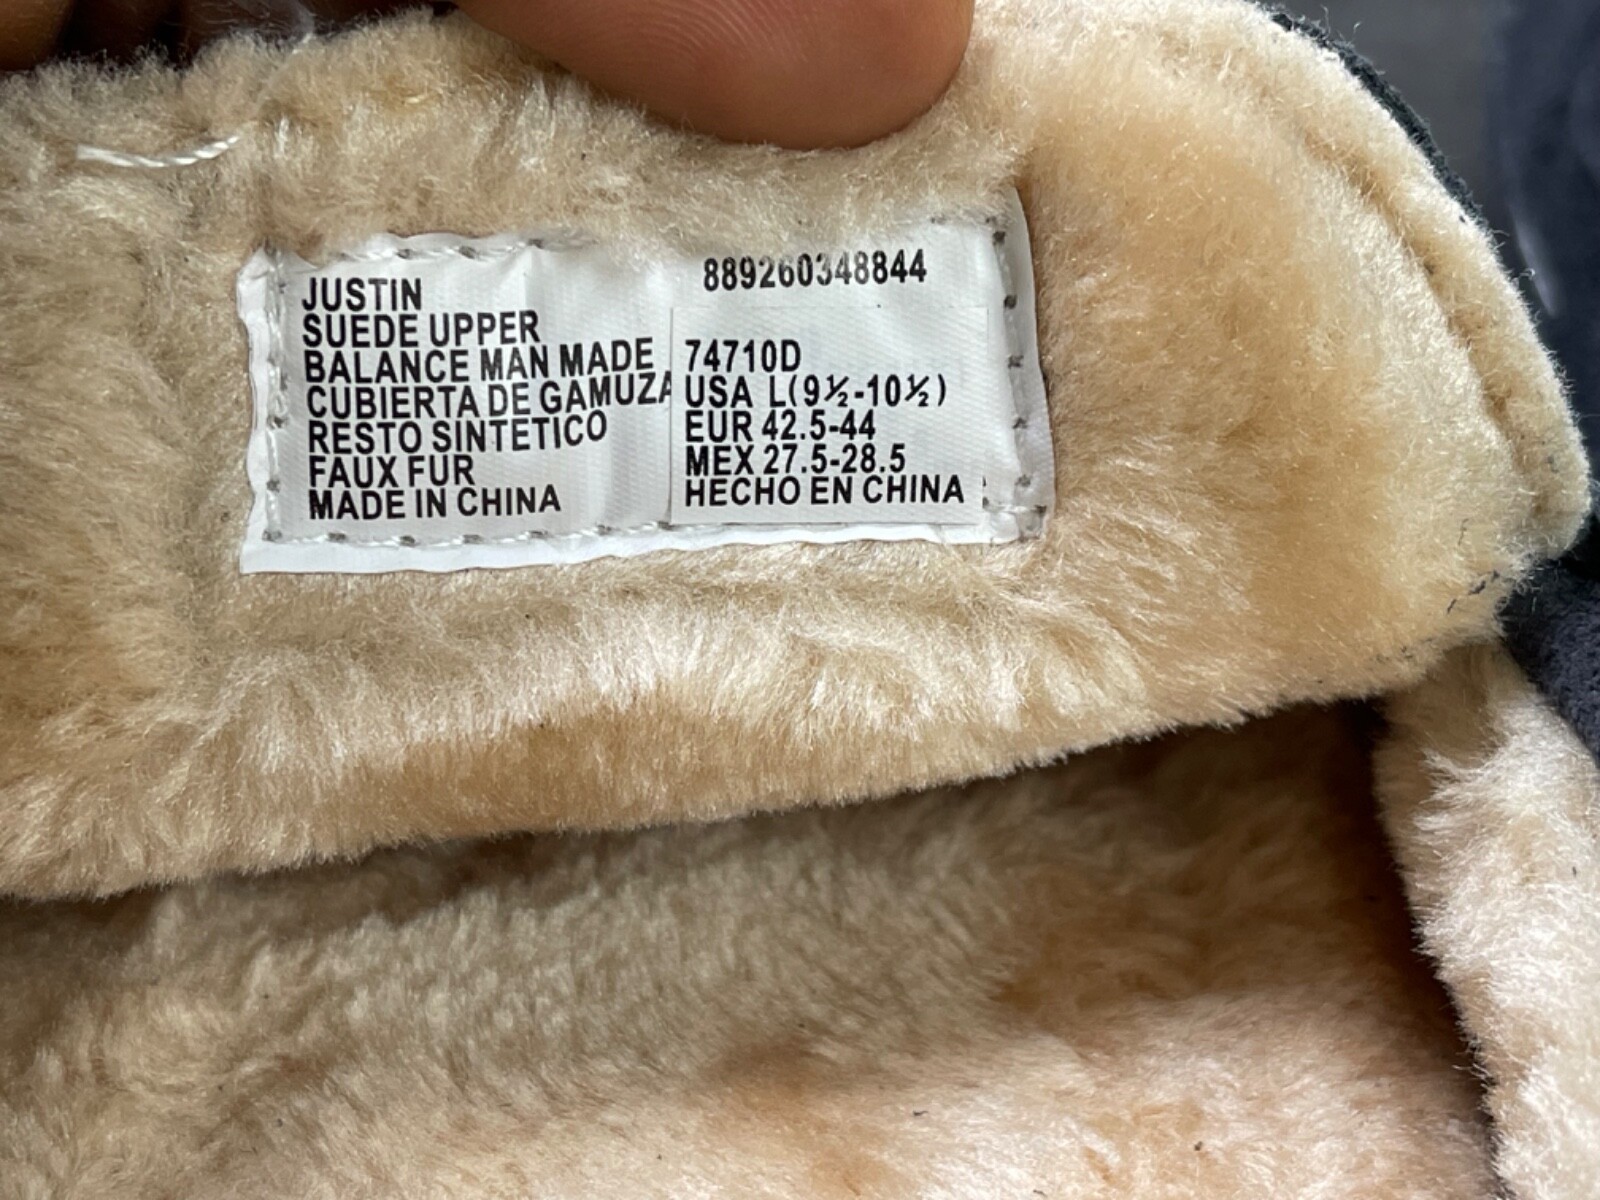 JUSTIN
SUEDE UPPER
BALANCE MAN MADE
CUBIERTA DE GAMUZA
RESTO SINTETICO
FAUX FUR
MADE IN CHINA
889260348844
74710D
USA L(9½-10½)
EUR 42.5-44
MEX 27.5-28.5
HECHO EN CHINA